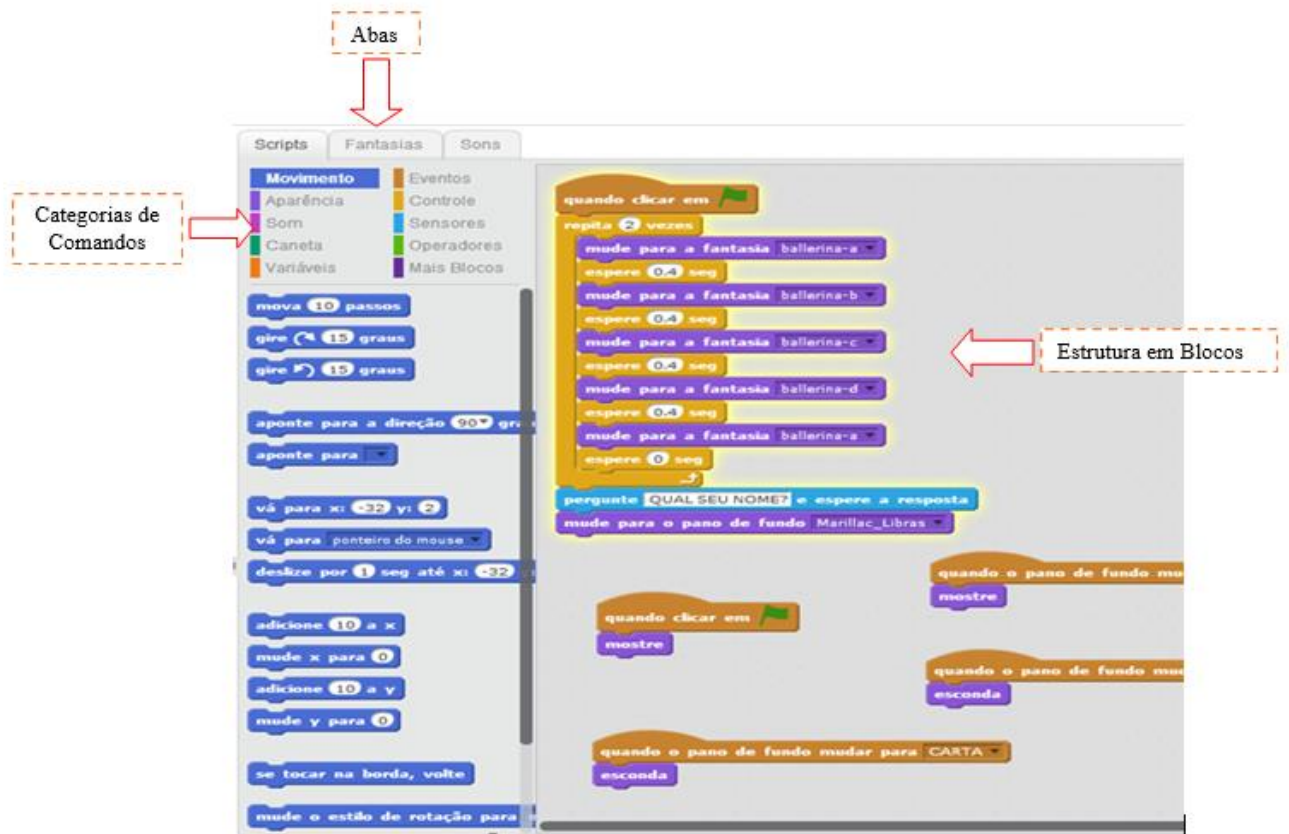 Abas
Scripts Fantasias Sons
Categorias de
Comandos
Movimento Eventos
Aparência Controle
Som Sensores
Caneta Operadores
Variáveis Mais Blocos
mova 10 passos
gire 15 graus
gire 15 graus
aponte para a direção 90
aponte para
vá para x: -32 y: 2
vá para ponteiro do mouse
deslize por 1 seg até x: -32
adicione 10 a x
mude x para 0
adicione 10 a y
mude y para 0
se tocar na borda, volte
mude o estilo de rotação para
quando clicar em
repita 2 vezes
mude para a fantasia ballerina-a
espere 0.4 seg
mude para a fantasia ballerina-b
espere 0.4 seg
mude para a fantasia ballerina-c
espere 0.4 seg
mude para a fantasia ballerina-d
espere 0.4 seg
mude para a fantasia ballerina-a
espere 0 seg
pergunte QUAL SEU NOME? e espere a resposta
mude para o pano de fundo Marillac_Libras
Estrutura em Blocos
quando clicar em
mostre
quando o pano de fundo mu
mostre
quando o pano de fundo mu
esconda
quando o pano de fundo mudar para CARTA
esconda